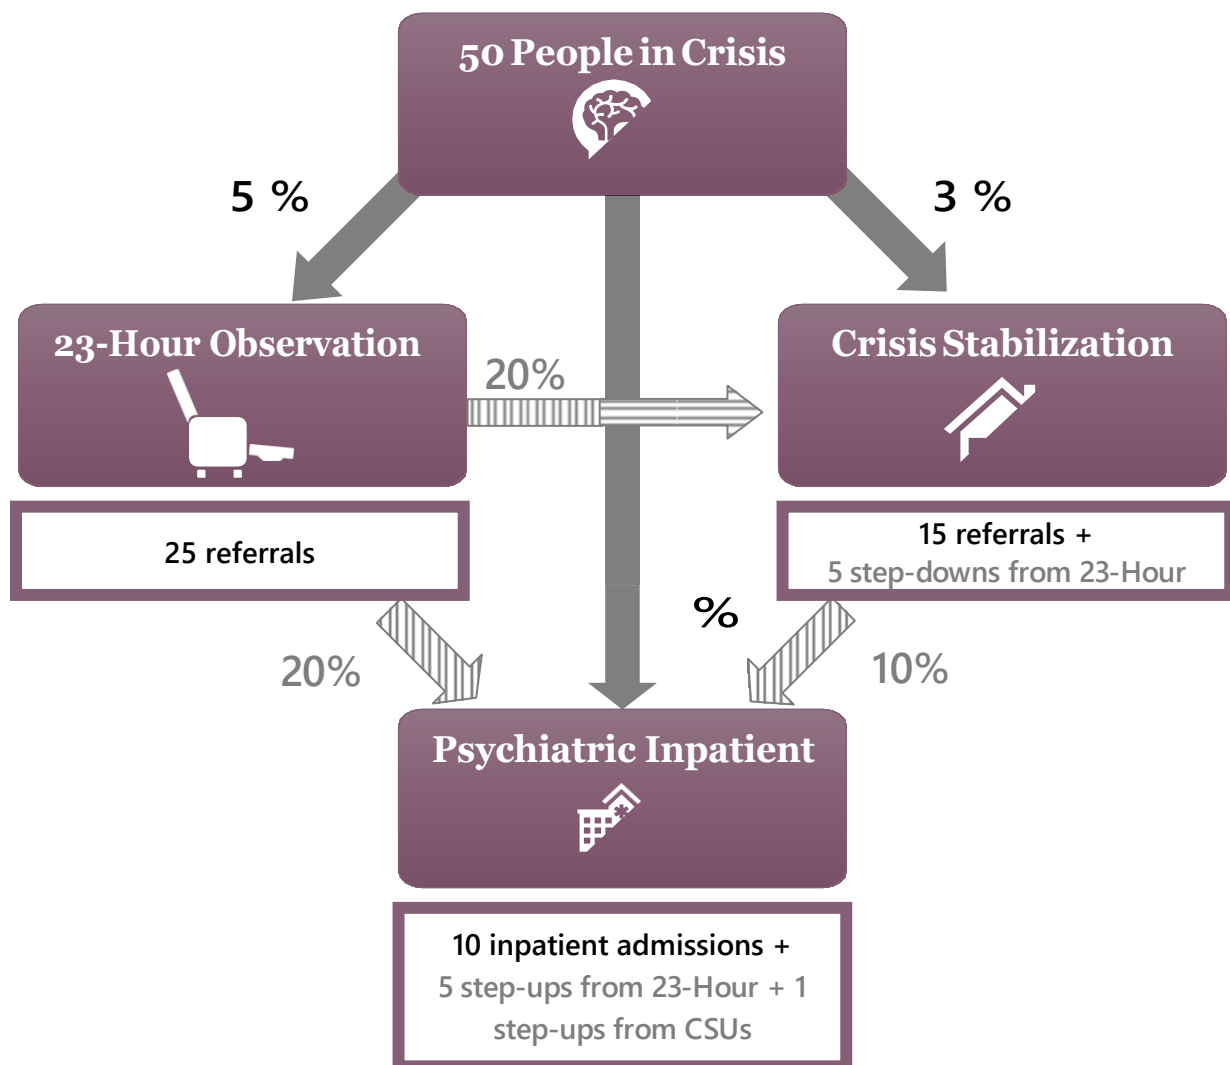 50 People in Crisis
5 %
3 %
23-Hour Observation
20%
Crisis Stabilization
25 referrals
15 referrals +
5 step-downs from 23-Hour
%
20%
10%
Psychiatric Inpatient
10 inpatient admissions +
5 step-ups from 23-Hour + 1
step-ups from CSUs